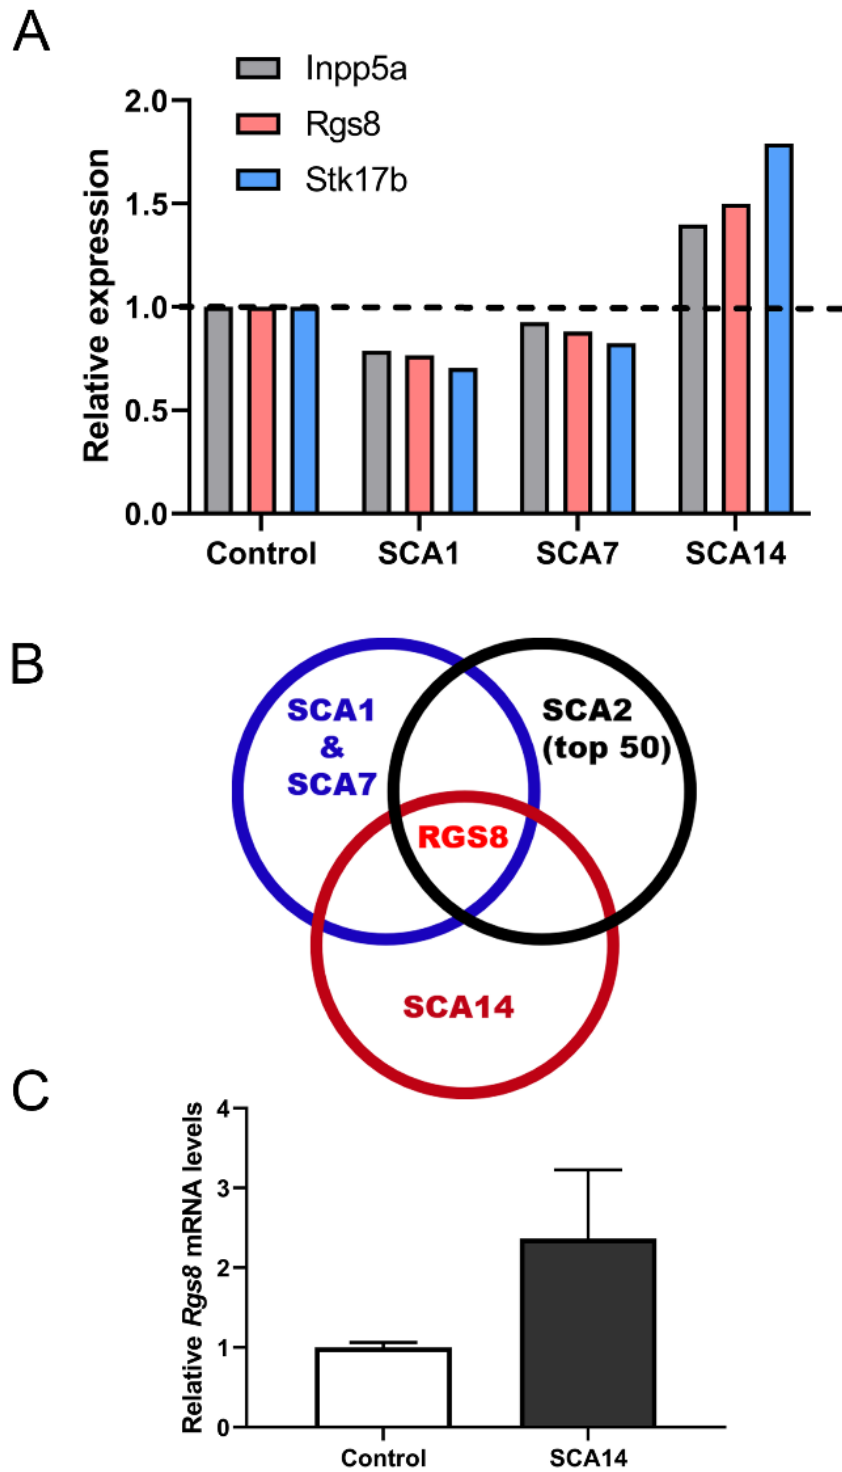 A
Inpp5a
Rgs8
Stk17b
Relative expression
2.0
1.5
1.0
0.5
0.0
Control SCA1 SCA7 SCA14
B
SCA1
&
SCA7
SCA2
(top 50)
RGS8
SCA14
C
Relative Rgs8 mRNA levels
4
3
2
1
0
Control SCA14